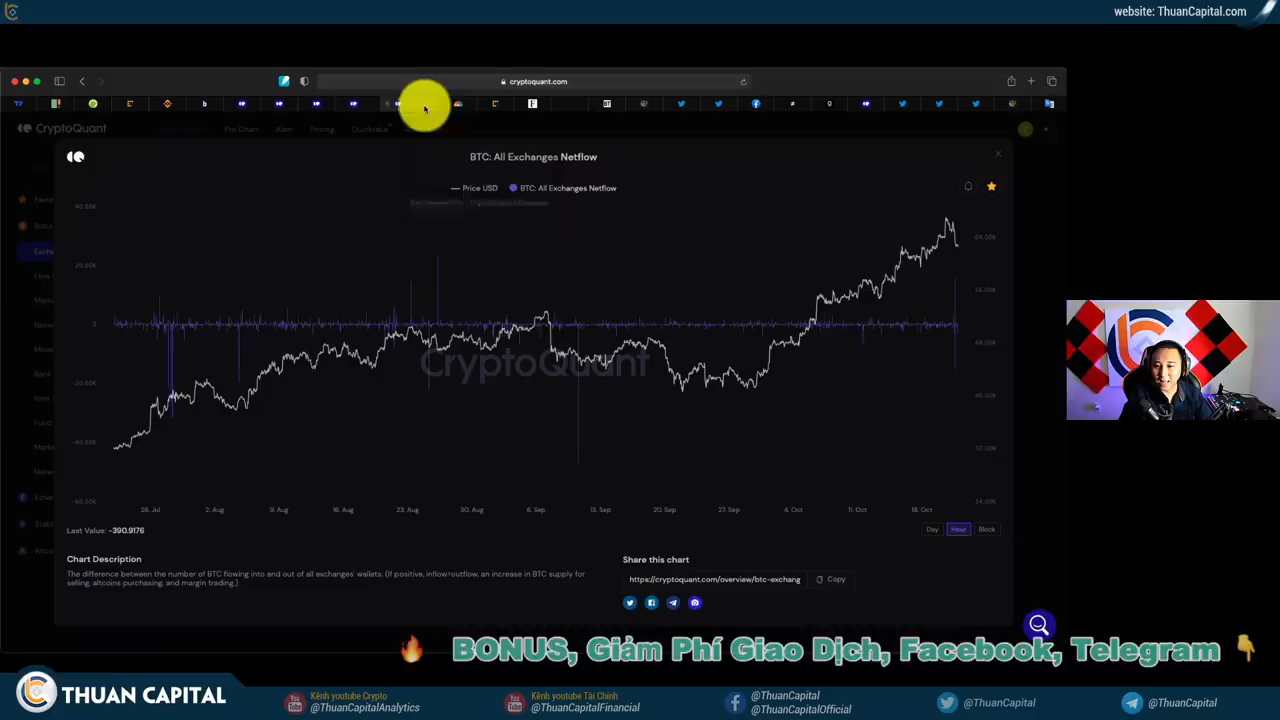 website: ThuanCapital.com
cryptoquant.com
CryptoQuant
Pro Chart Alert Pricing Quicktake
BTC: All Exchanges Netflow
Price USD BTC: All Exchanges Netflow
40.00K
20.00K
0
-20.00K
-40.00K
-60.00K
64.00K
56.00K
48.00K
40.00K
32.00K
24.00K
CryptoQuant
26. Jul 2. Aug 9. Aug 16. Aug 23. Aug 30. Aug 6. Sep 13. Sep 20. Sep 27. Sep 4. Oct 11. Oct 18. Oct
Last Value: -390.9176
Day Hour Block
Chart Description
The difference between the number of BTC flowing into and out of all exchanges' wallets. (If positive, inflow>outflow, an increase in BTC supply for
selling, altcoins purchasing, and margin trading.)
Share this chart
https://cryptoquant.com/overview/btc-exchang
Copy
BONUS, Giảm Phí Giao Dịch, Facebook, Telegram
THUAN CAPITAL
Kênh youtube Crypto
@ThuanCapitalAnalytics
Kênh youtube Tài Chính
@ThuanCapitalFinancial
@ThuanCapital
@ThuanCapitalOfficial
@ThuanCapital
@ThuanCapital